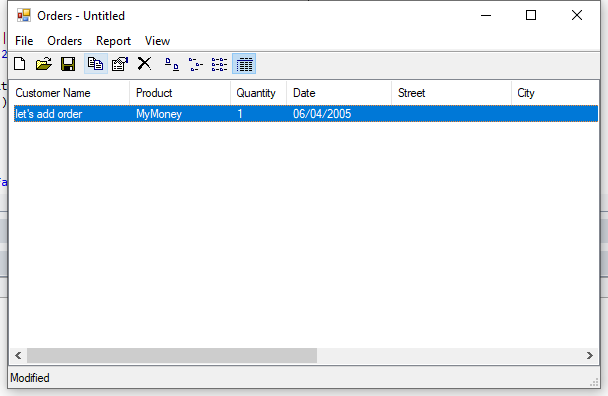 Orders - Untitled
File Orders Report View
Customer Name Product Quantity Date Street City
let's add order MyMoney 1 06/04/2005
Modified